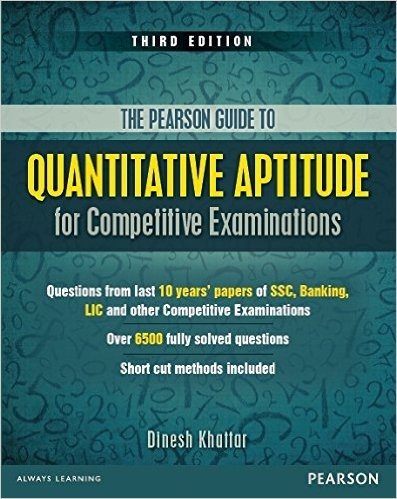 THIRD EDITION
THE PEARSON GUIDE TO
QUANTITATIVE APTITUDE
for Competitive Examinations
Questions from last 10 years' papers of SSC, Banking,
LIC and other Competitive Examinations
Over 6500 fully solved questions
Short cut methods included
Dinesh Khattar
ALWAYS LEARNING
PEARSON